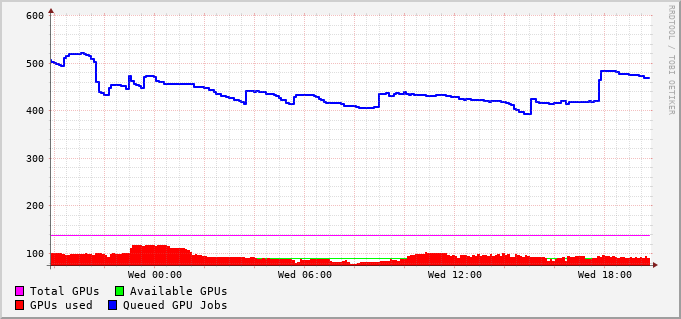 600
500
400
300
200
100
Wed 00:00 Wed 06:00 Wed 12:00 Wed 18:00
Total GPUs Available GPUs
GPUs used Queued GPU Jobs
RRDTOOL / TOBI OETIKER